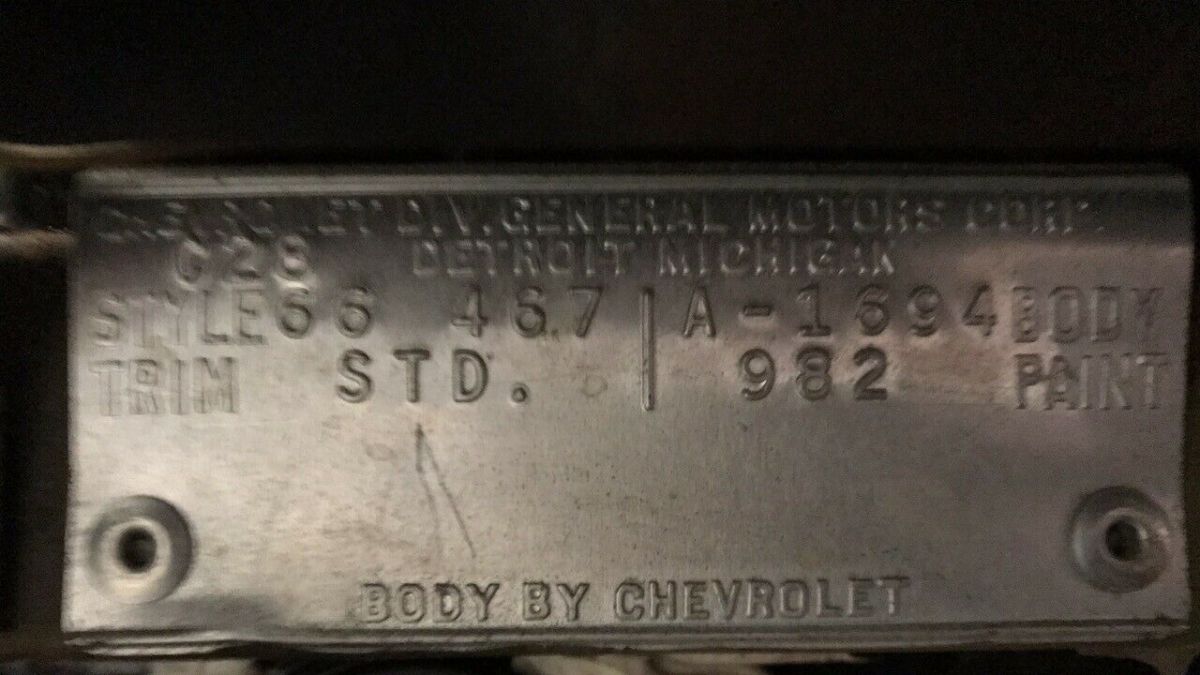 CHEVROLET DIV. GENERAL MOTORS CORP.
G28 DETROIT MICHIGAN
STYLE 66 467 | A-1694 BODY
TRIM STD. | 982 PAINT
BODY BY CHEVROLET